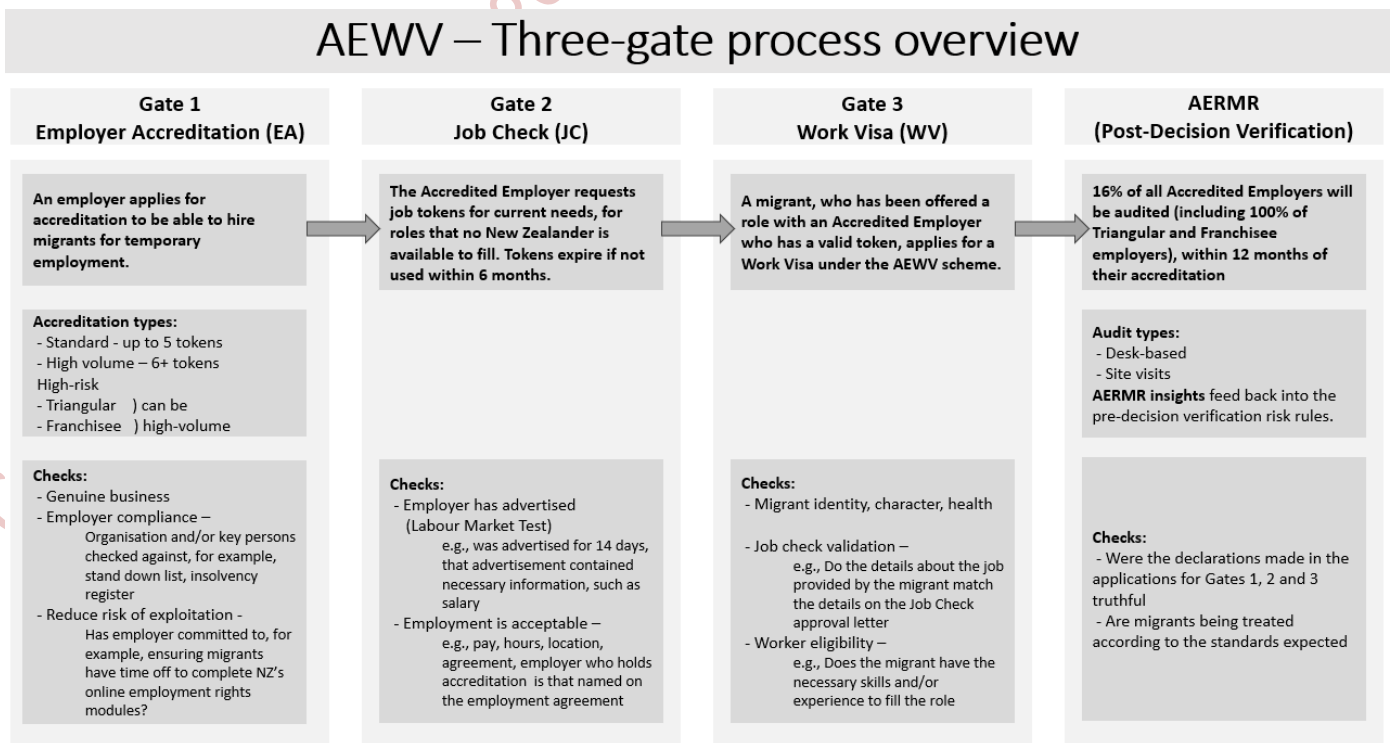 AEWV – Three-gate process overview
Gate 1
Employer Accreditation (EA)
An employer applies for
accreditation to be able to hire
migrants for temporary
employment.
Accreditation types:
- Standard - up to 5 tokens
- High volume – 6+ tokens
High-risk
- Triangular ) can be
- Franchisee ) high-volume
Checks:
- Genuine business
- Employer compliance –
Organisation and/or key persons
checked against, for example,
stand down list, insolvency
register
- Reduce risk of exploitation -
Has employer committed to, for
example, ensuring migrants
have time off to complete NZ's
online employment rights
modules?
Gate 2
Job Check (JC)
The Accredited Employer requests
job tokens for current needs, for
roles that no New Zealander is
available to fill. Tokens expire if not
used within 6 months.
Checks:
- Employer has advertised
(Labour Market Test)
e.g., was advertised for 14 days,
that advertisement contained
necessary information, such as
salary
- Employment is acceptable –
e.g., pay, hours, location,
agreement, employer who holds
accreditation is that named on
the employment agreement
Gate 3
Work Visa (WV)
A migrant, who has been offered a
role with an Accredited Employer
who has a valid token, applies for a
Work Visa under the AEWV scheme.
Checks:
- Migrant identity, character, health
- Job check validation –
e.g., Do the details about the job
provided by the migrant match
the details on the Job Check
approval letter
- Worker eligibility –
e.g., Does the migrant have the
necessary skills and/or
experience to fill the role
AERMR
(Post-Decision Verification)
16% of all Accredited Employers will
be audited (including 100% of
Triangular and Franchisee
employers), within 12 months of
their accreditation
Audit types:
- Desk-based
- Site visits
AERMR insights feed back into the
pre-decision verification risk rules.
Checks:
- Were the declarations made in the
applications for Gates 1, 2 and 3
truthful
- Are migrants being treated
according to the standards expected